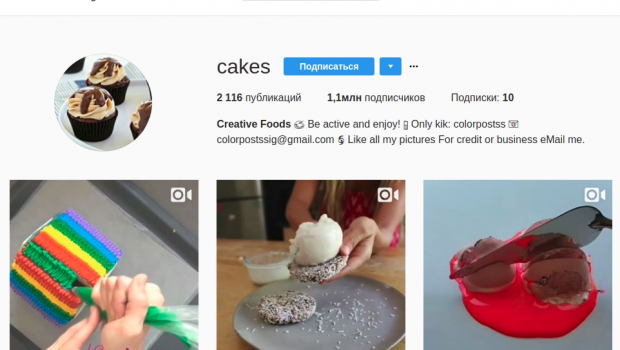 cakes Подписаться
2 116 публикаций 1,1млн подписчиков Подписки: 10
Creative Foods Be active and enjoy! Only kik: colorpostss
colorpostssig@gmail.com Like all my pictures For credit or business eMail me.